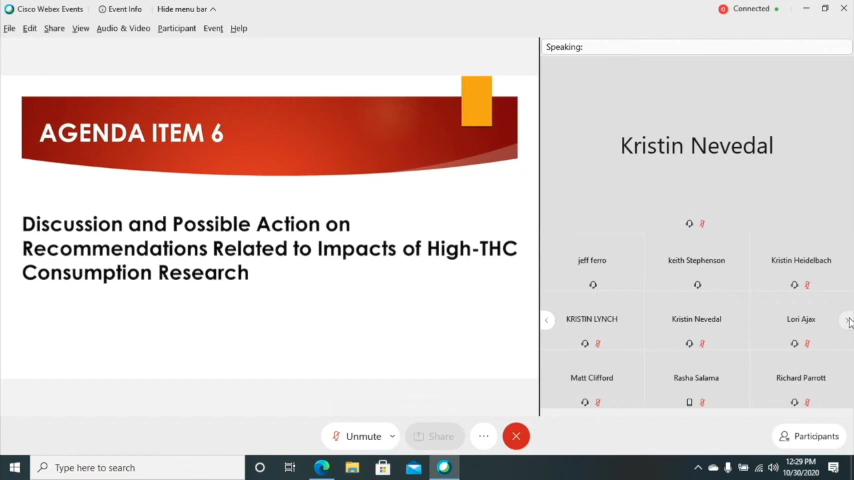 Cisco Webex Events
Event Info
Hide menu bar
Connected
File Edit Share View Audio & Video Participant Event Help
Speaking:
AGENDA ITEM 6
Discussion and Possible Action on
Recommendations Related to Impacts of High-THC
Consumption Research
Kristin Nevedal
jeff ferro
keith Stephenson
Kristin Heidelbach
KRISTIN LYNCH
Kristin Nevedal
Lori Ajax
Matt Clifford
Rasha Salama
Richard Parrott
Unmute
Share
Participants
Type here to search
12:29 PM
10/30/2020